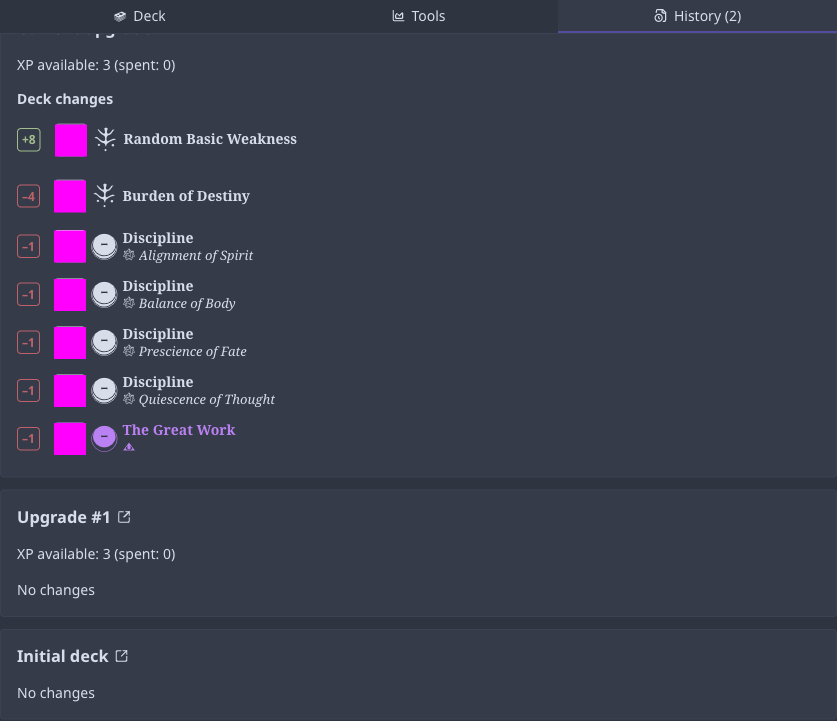 Deck
Tools
History (2)
XP available: 3 (spent: 0)
Deck changes
+8
Random Basic Weakness
–4
Burden of Destiny
–1
Discipline
Alignment of Spirit
–1
Discipline
Balance of Body
–1
Discipline
Prescience of Fate
–1
Discipline
Quiescence of Thought
–1
The Great Work
Upgrade #1
XP available: 3 (spent: 0)
No changes
Initial deck
No changes